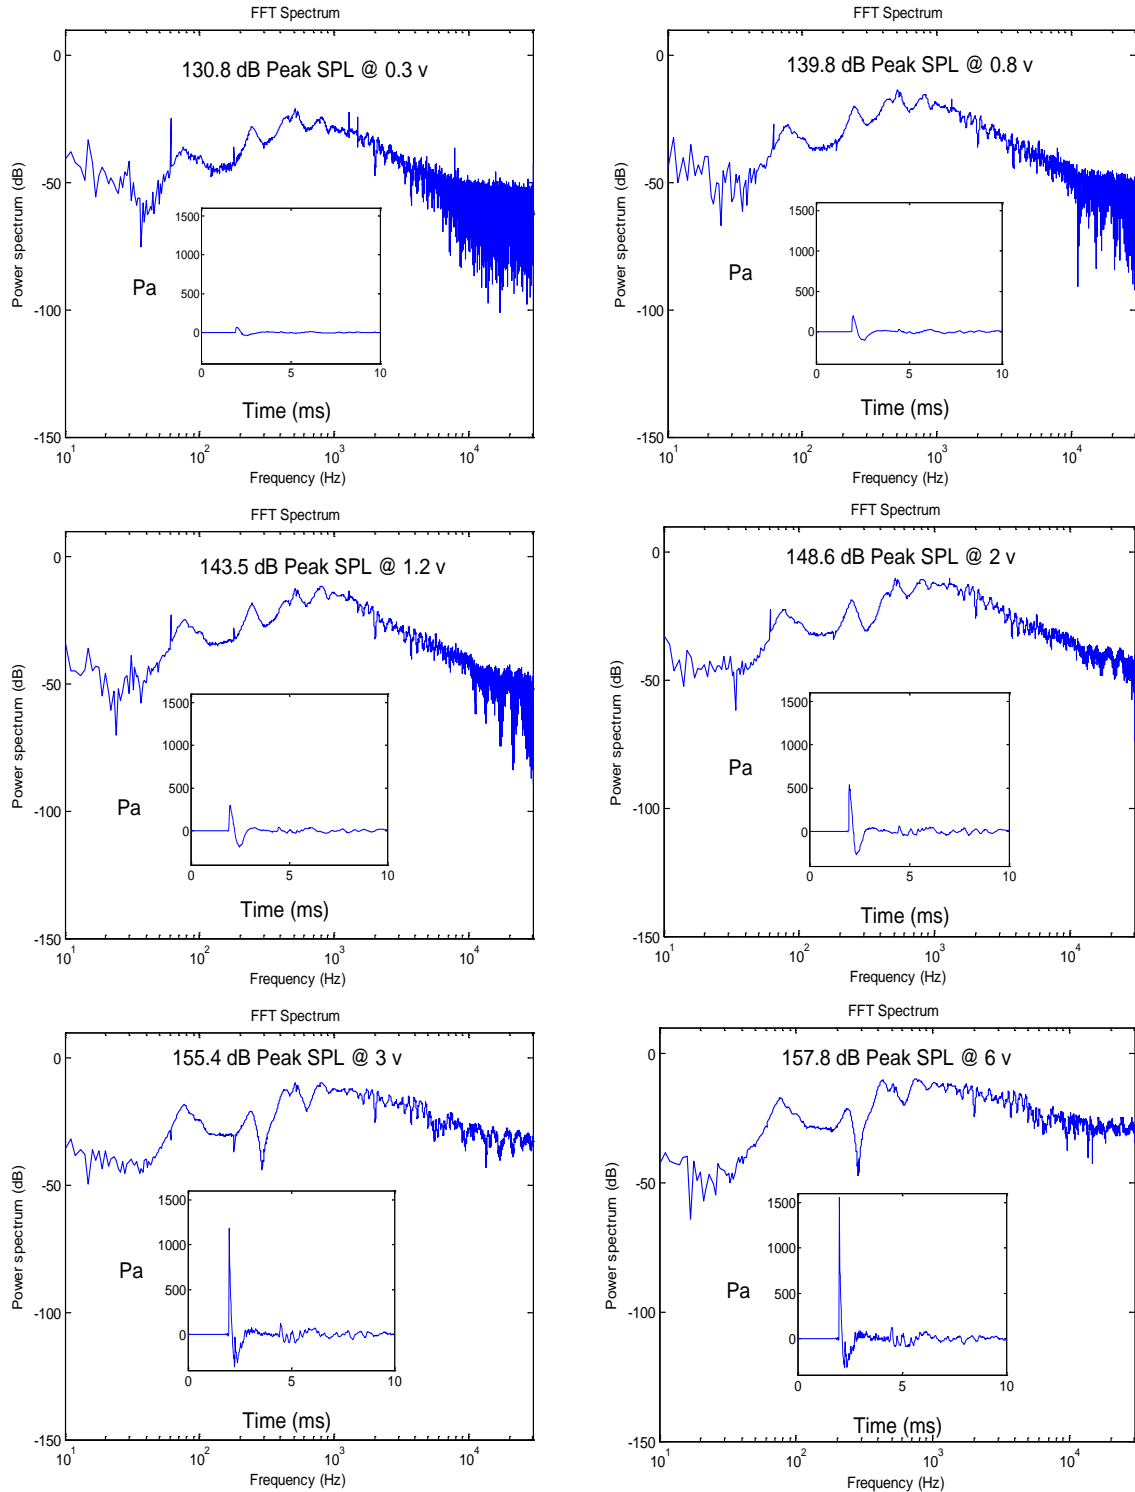 FFT Spectrum
0
-50
-100
-150
Power spectrum (dB)
130.8 dB Peak SPL @ 0.3 v
Pa
1500
1000
500
0
0 5 10
Time (ms)
10^1 10^2 10^3 10^4
Frequency (Hz)
FFT Spectrum
0
-50
-100
-150
Power spectrum (dB)
139.8 dB Peak SPL @ 0.8 v
Pa
1500
1000
500
0
0 5 10
Time (ms)
10^1 10^2 10^3 10^4
Frequency (Hz)
FFT Spectrum
0
-50
-100
-150
Power spectrum (dB)
143.5 dB Peak SPL @ 1.2 v
Pa
1500
1000
500
0
0 5 10
Time (ms)
10^1 10^2 10^3 10^4
Frequency (Hz)
FFT Spectrum
0
-50
-100
-150
Power spectrum (dB)
148.6 dB Peak SPL @ 2 v
Pa
1500
1000
500
0
0 5 10
Time (ms)
10^1 10^2 10^3 10^4
Frequency (Hz)
FFT Spectrum
0
-50
-100
-150
Power spectrum (dB)
155.4 dB Peak SPL @ 3 v
Pa
1500
1000
500
0
0 5 10
Time (ms)
10^1 10^2 10^3 10^4
Frequency (Hz)
FFT Spectrum
0
-50
-100
-150
Power spectrum (dB)
157.8 dB Peak SPL @ 6 v
Pa
1500
1000
500
0
0 5 10
Time (ms)
10^1 10^2 10^3 10^4
Frequency (Hz)